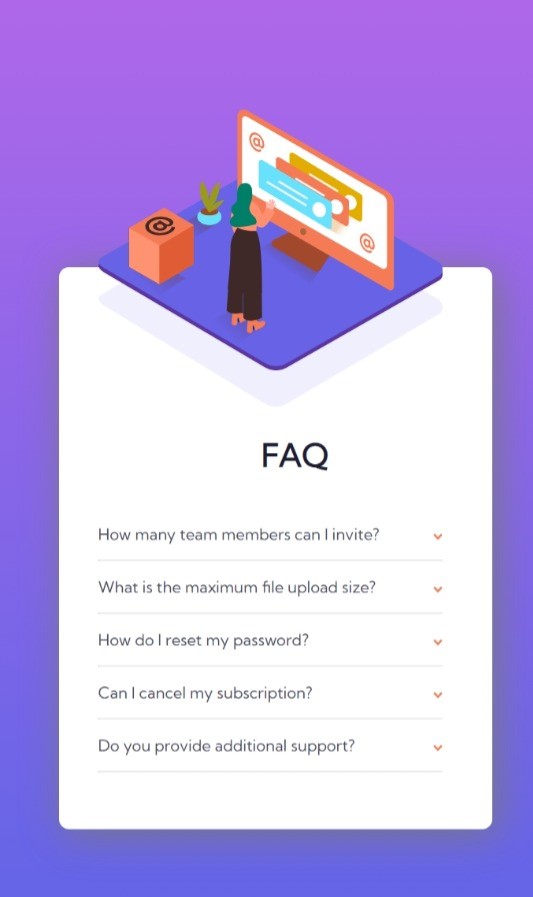 @
@
@
FAQ
How many team members can I invite?
What is the maximum file upload size?
How do I reset my password?
Can I cancel my subscription?
Do you provide additional support?